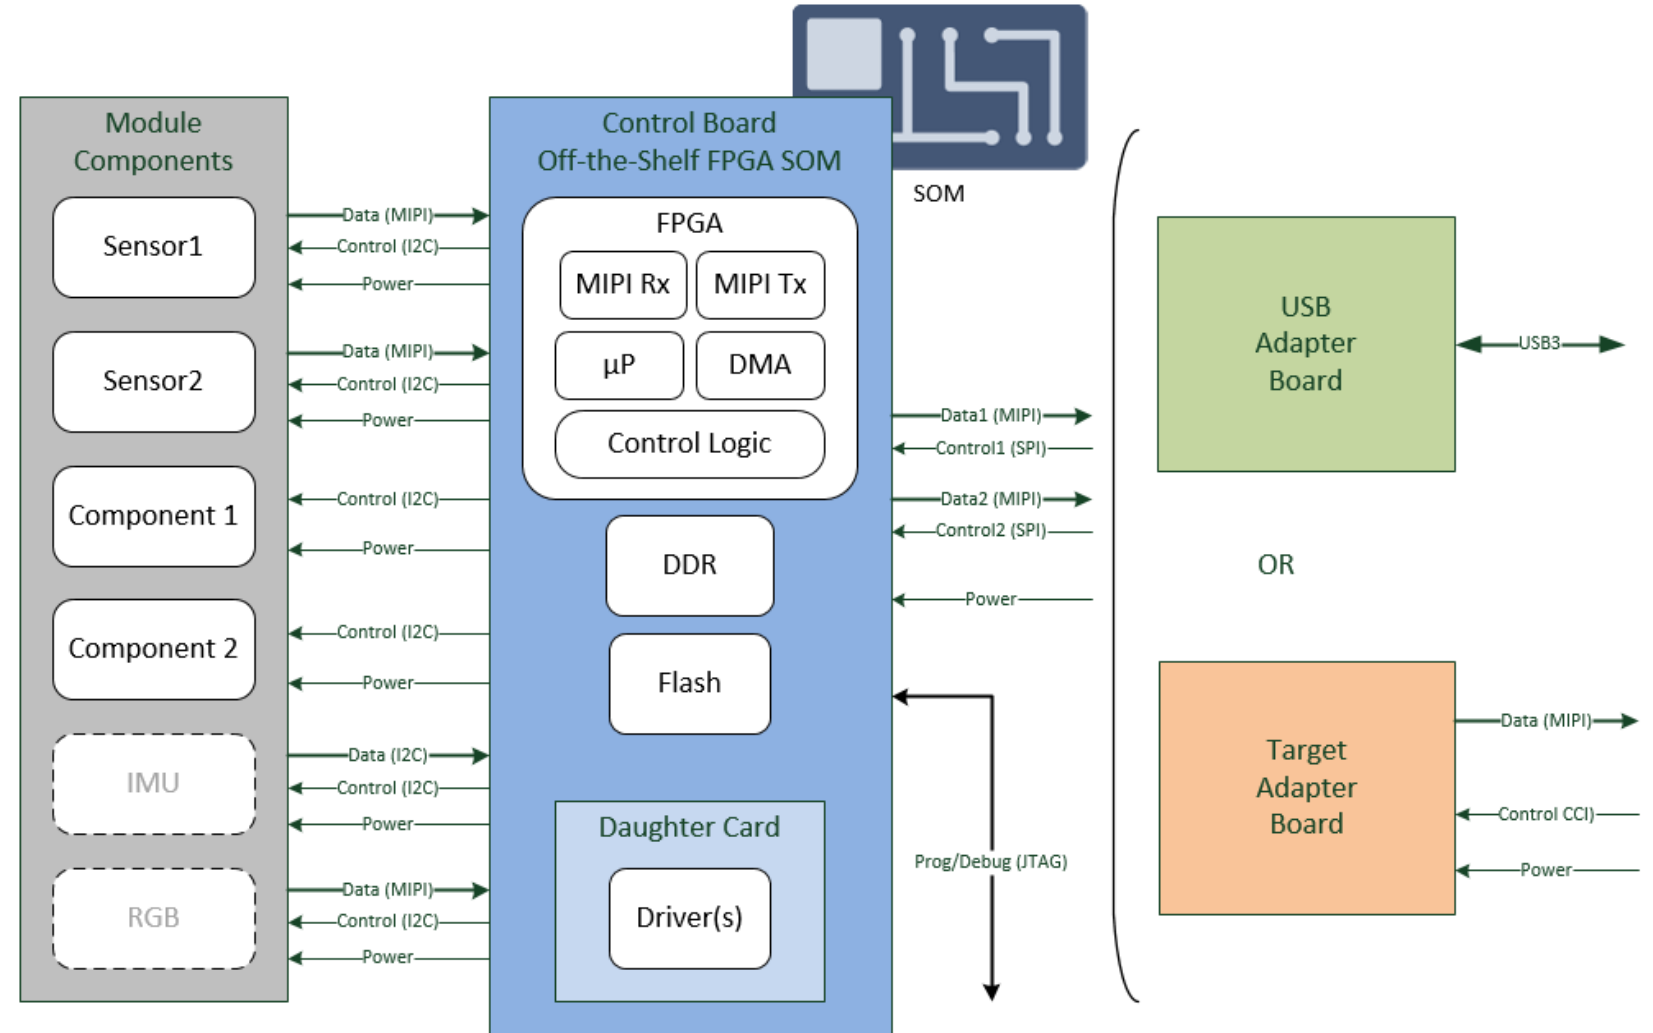 Module
Components
Sensor1
Sensor2
Component 1
Component 2
IMU
RGB
Data (MIPI)
Control (I2C)
Power
Data (MIPI)
Control (I2C)
Power
Control (I2C)
Power
Control (I2C)
Power
Data (I2C)
Control (I2C)
Power
Data (MIPI)
Control (I2C)
Power
Control Board
Off-the-Shelf FPGA SOM
FPGA
MIPI Rx
MIPI Tx
µP
DMA
Control Logic
DDR
Flash
Daughter Card
Driver(s)
SOM
Data1 (MIPI)
Control1 (SPI)
Data2 (MIPI)
Control2 (SPI)
Power
Prog/Debug (JTAG)
USB
Adapter
Board
USB3
OR
Target
Adapter
Board
Data (MIPI)
Control CCI)
Power